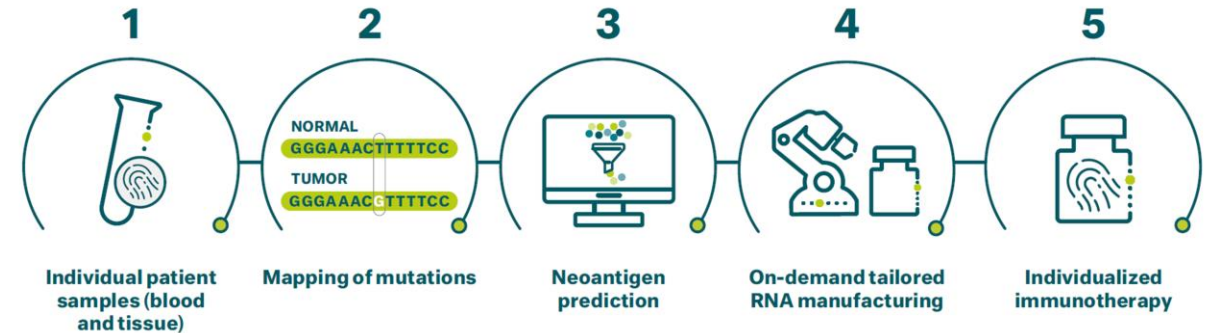 1
2
3
4
5
NORMAL
GGGAAACTTTTTCC
TUMOR
GGGAAACGTTTTCC
Individual patient
samples (blood
and tissue)
Mapping of mutations
Neoantigen
prediction
On-demand tailored
RNA manufacturing
Individualized
immunotherapy